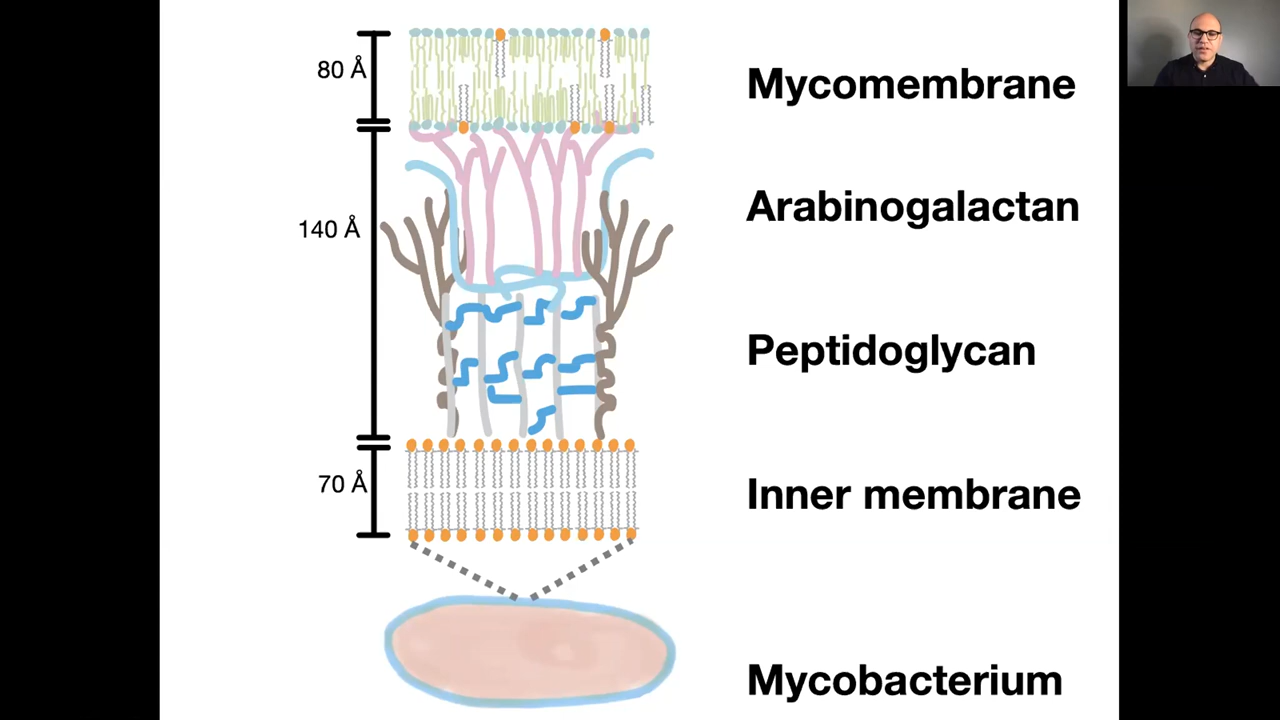 80 Å
Mycomembrane
140 Å
Arabinogalactan
Peptidoglycan
70 Å
Inner membrane
Mycobacterium